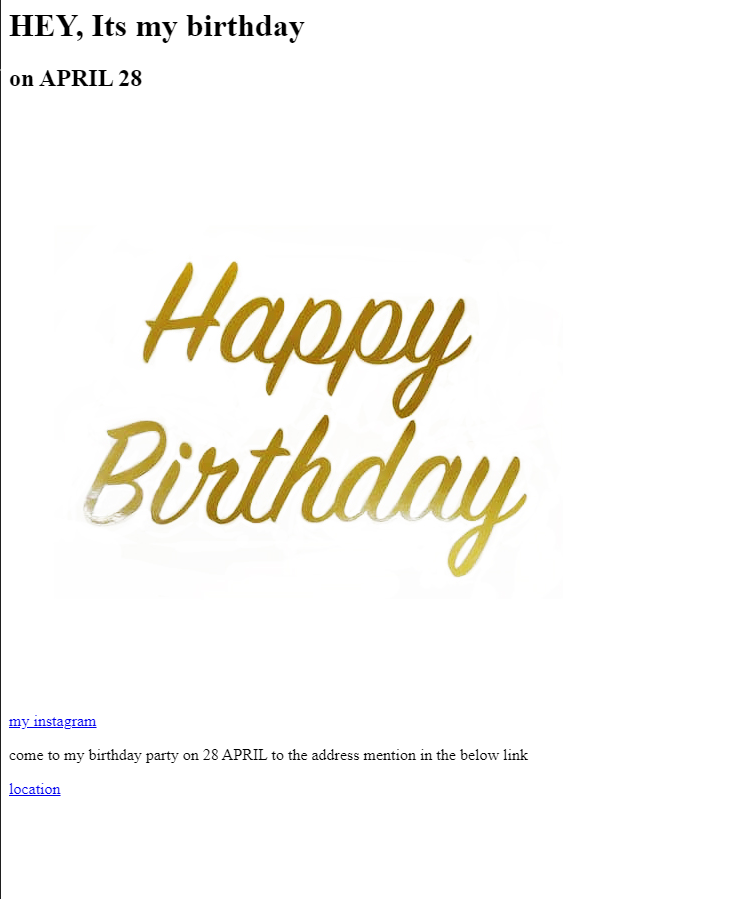 HEY, Its my birthday
on APRIL 28
Happy
Birthday
my instagram
come to my birthday party on 28 APRIL to the address mention in the below link
location